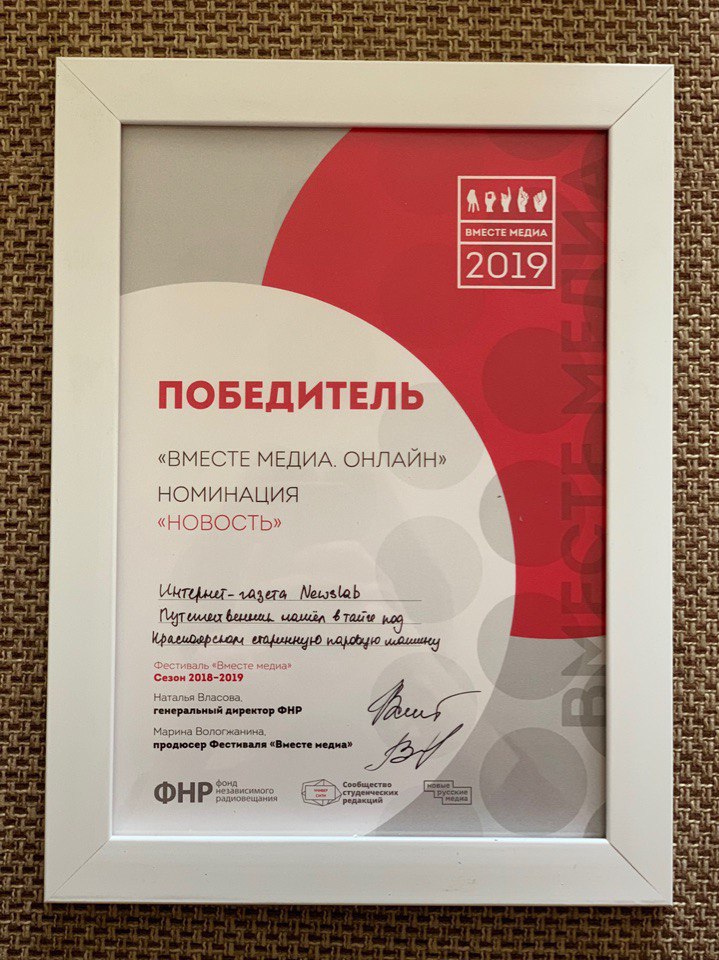 ВМЕСТЕ МЕДИА
2019
ВМЕСТЕ МЕДИА
ПОБЕДИТЕЛЬ
«ВМЕСТЕ МЕДИА. ОНЛАЙН»
НОМИНАЦИЯ
«НОВОСТЬ»
Интернет-газета Newslab
Путешественник нашёл в тайге под
Красноярском старинную паровую машину
Фестиваль «Вместе медиа»
Сезон 2018–2019
Наталья Власова,
генеральный директор ФНР
Марина Вологжанина,
продюсер Фестиваля «Вместе медиа»
ФНР фонд
независимого
радиовещания
УНИВЕР
СИТИ
Сообщество
студенческих
редакций
новые
русские
медиа